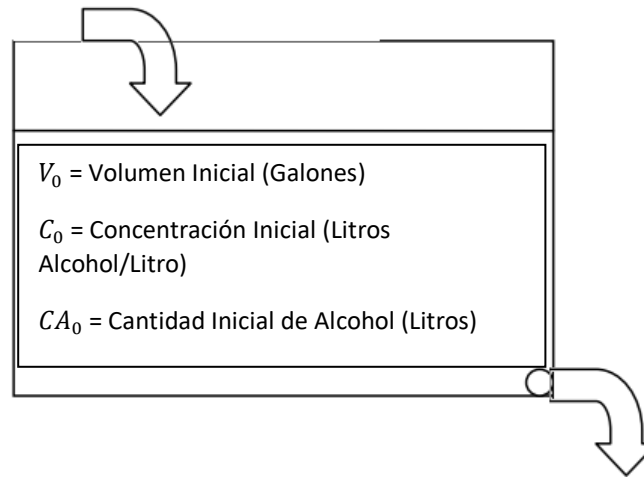 V₀ = Volumen Inicial (Galones)
C₀ = Concentración Inicial (Litros
Alcohol/Litro)
CA₀ = Cantidad Inicial de Alcohol (Litros)